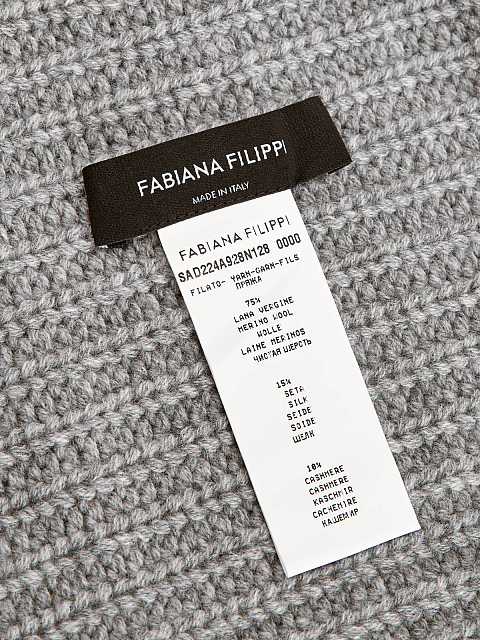 FABIANA FILIPPI
MADE IN ITALY
FABIANA FILIPPI
SAD224A928N128 0000
FILATO- YARN-GARN-FILS
ПРЯЖА
75%
LANA VERGINE
MERINO WOOL
WOLLE
LAINE MERINOS
ЧИСТАЯ ШЕРСТЬ
15%
SETA
SILK
SEIDE
SOIDE
ШЕЛК
10%
CASHMERE
CASHMERE
KASCHMIR
CACHEMIRE
КАШЕМИР